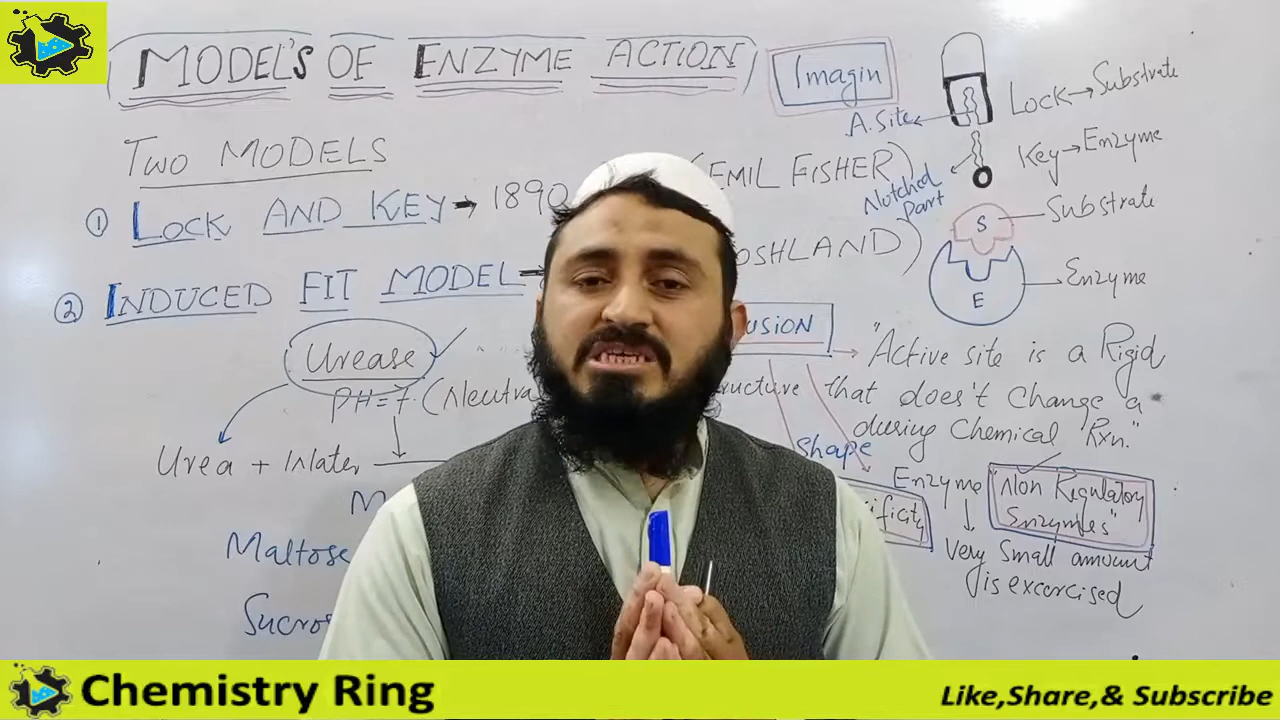 MODEL'S OF ENZYME ACTION
Imagin
Lock→Substrate
A.Site
Key→Enzyme
Notched
Part
TWO MODELS
① LOCK AND KEY → 1890 (EMIL FISHER)
S
Substrate
② INDUCED FIT MODEL → OSHLAND)
Enzyme
E
Urease
USION
"Active site is a Rigid
PH=7 (Neutra
ructure that does't change a
during Chemical Rxn."
Urea + Water
Shape
Enzyme
"Non Regulatory
Enzymes"
M
ificity
Maltose
Very Small amount
is excorcised
Sucros
Chemistry Ring
Like,Share,& Subscribe